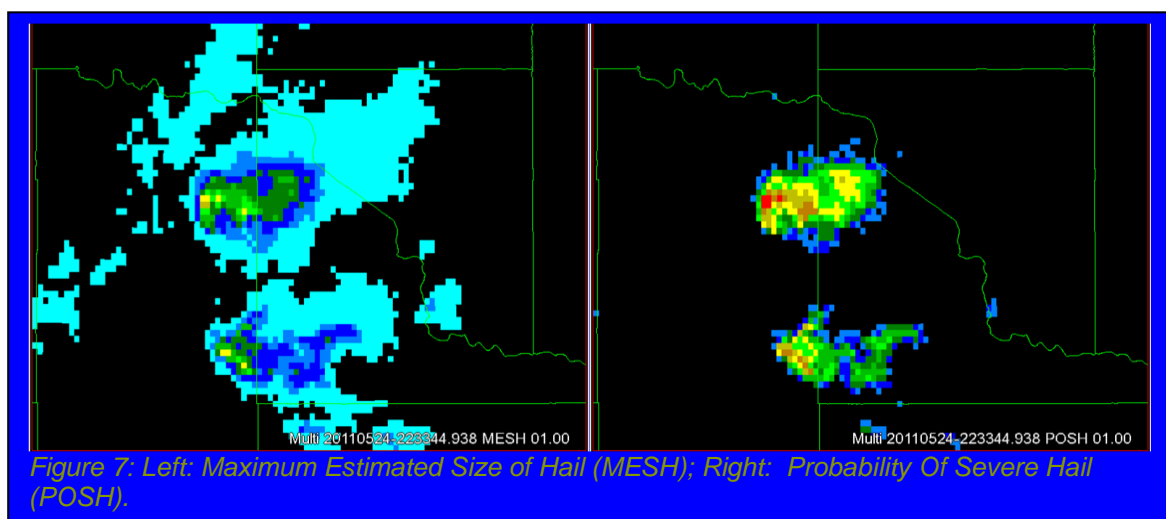 Multi 20110524-223344.938 MESH 01.00
Multi 20110524-223344.938 POSH 01.00
Figure 7: Left: Maximum Estimated Size of Hail (MESH); Right: Probability Of Severe Hail
(POSH).